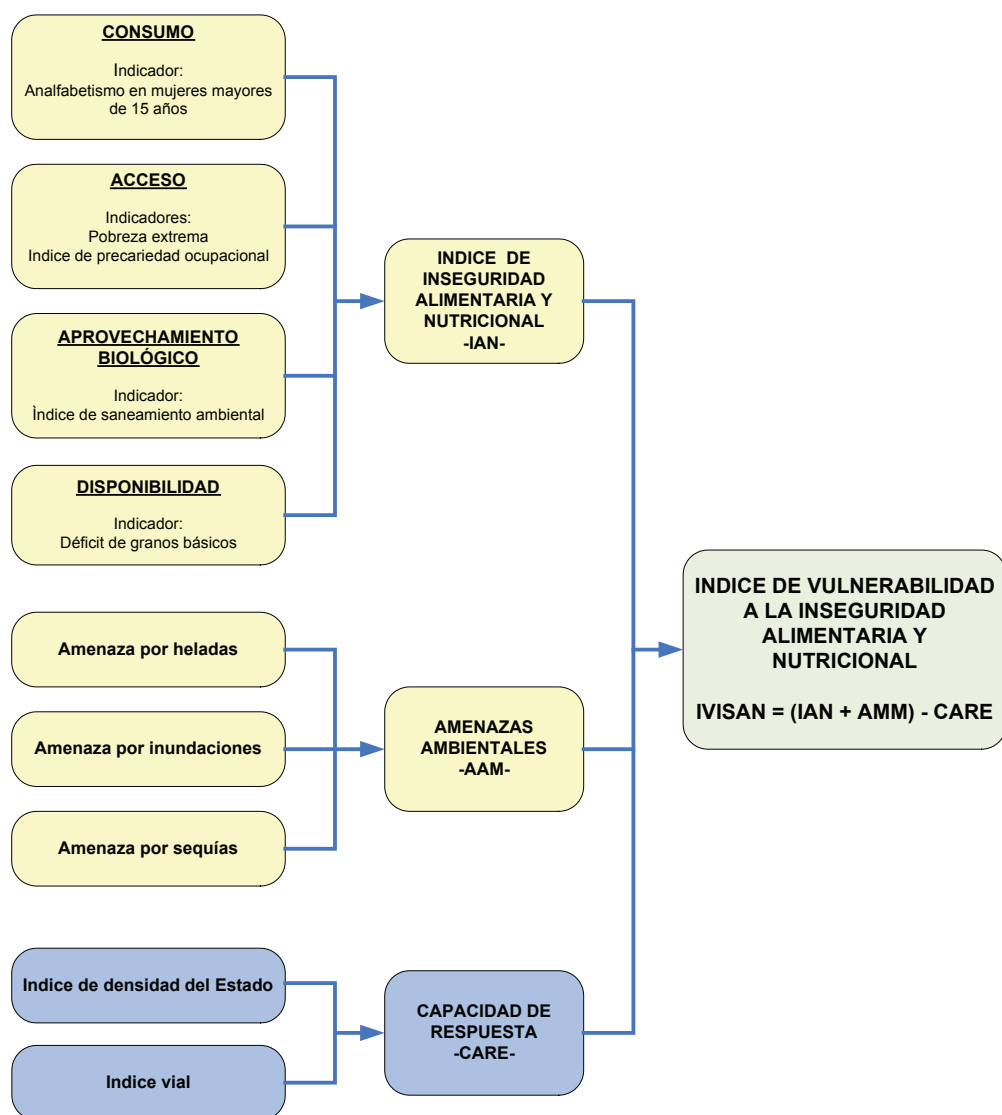 CONSUMO
Indicador:
Analfabetismo en mujeres mayores
de 15 años
ACCESO
Indicadores:
Pobreza extrema
Indice de precariedad ocupacional
APROVECHAMIENTO
BIOLÓGICO
Indicador:
Ìndice de saneamiento ambiental
DISPONIBILIDAD
Indicador:
Déficit de granos básicos
INDICE DE
INSEGURIDAD
ALIMENTARIA Y
NUTRICIONAL
-IAN-
Amenaza por heladas
Amenaza por inundaciones
Amenaza por sequías
AMENAZAS
AMBIENTALES
-AAM-
Indice de densidad del Estado
Indice vial
CAPACIDAD DE
RESPUESTA
-CARE-
INDICE DE VULNERABILIDAD
A LA INSEGURIDAD
ALIMENTARIA Y
NUTRICIONAL
IVISAN = (IAN + AMM) - CARE